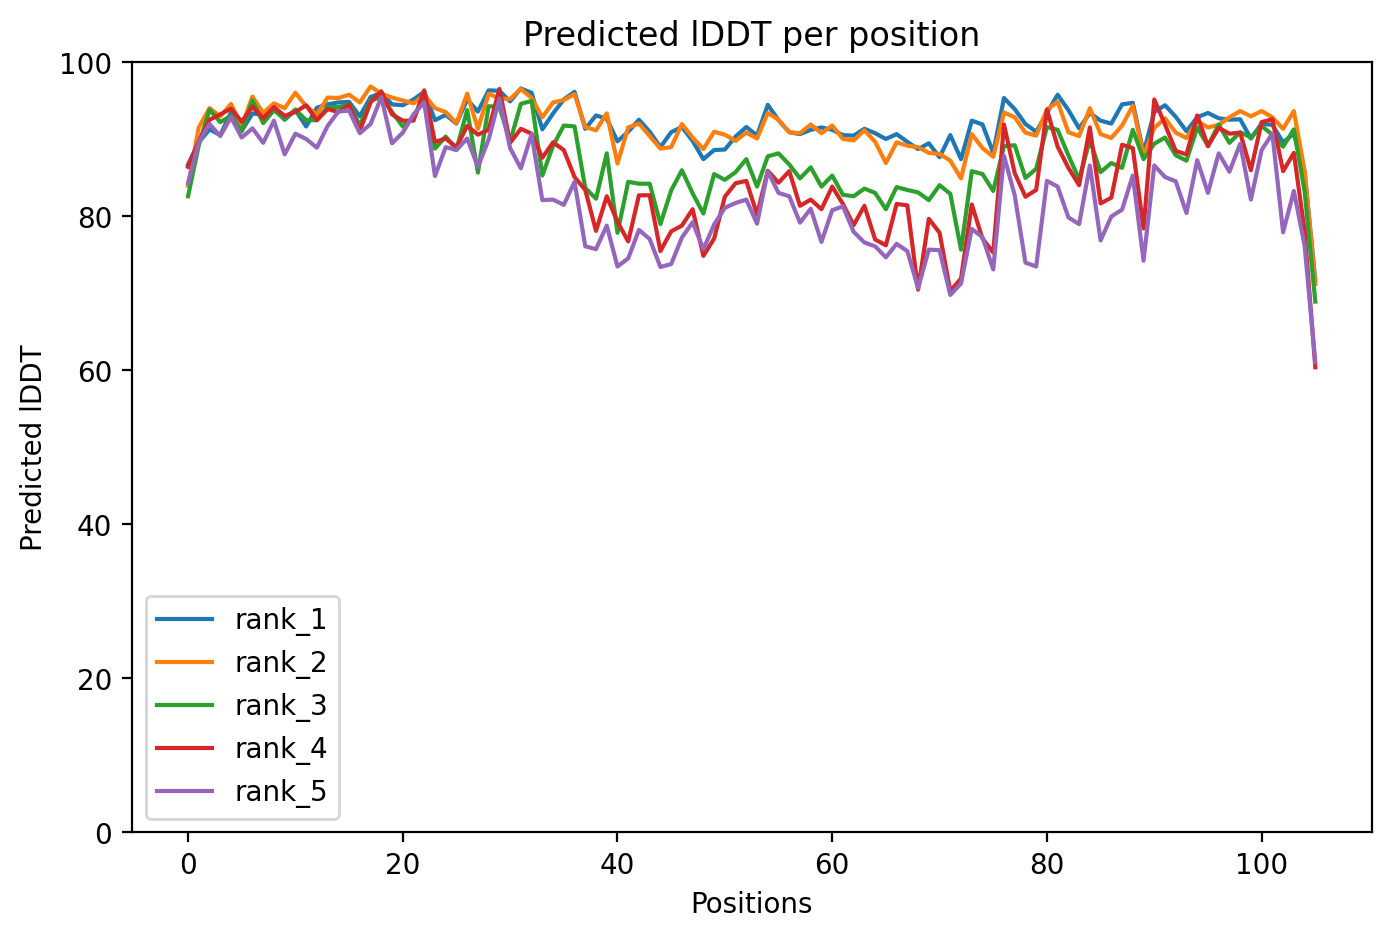 Predicted lDDT per position
100
80
60
40
20
0
Predicted lDDT
rank_1
rank_2
rank_3
rank_4
rank_5
0 20 40 60 80 100
Positions